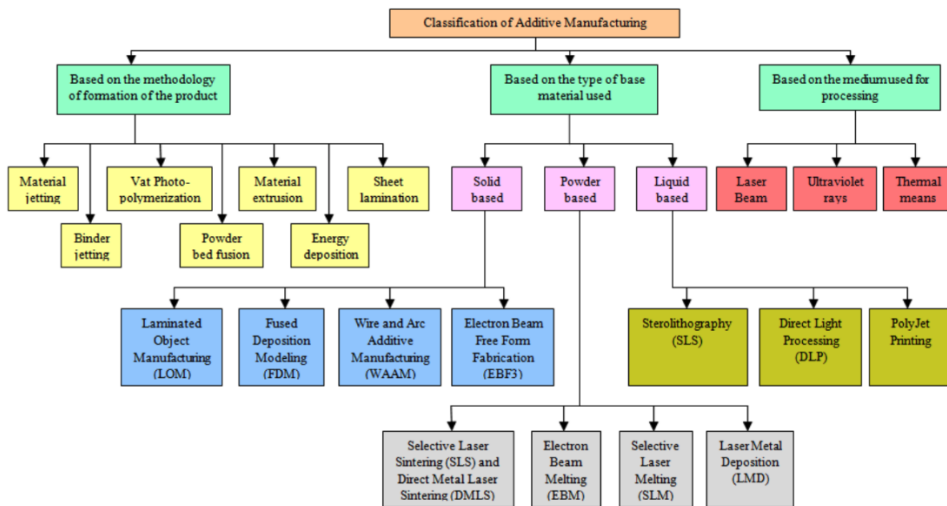 Classification of Additive Manufacturing
Based on the methodology
of formation of the product
Based on the type of base
material used
Based on the medium used for
processing
Material
jetting
Vat Photo-
polymerization
Material
extrusion
Sheet
lamination
Solid
based
Powder
based
Liquid
based
Laser
Beam
Ultraviolet
rays
Thermal
means
Binder
jetting
Powder
bed fusion
Energy
deposition
Laminated
Object
Manufacturing
(LOM)
Fused
Deposition
Modeling
(FDM)
Wire and Arc
Additive
Manufacturing
(WAAM)
Electron Beam
Free Form
Fabrication
(EBF3)
Sterolithography
(SLS)
Direct Light
Processing
(DLP)
PolyJet
Printing
Selective Laser
Sintering (SLS) and
Direct Metal Laser
Sintering (DMLS)
Electron
Beam
Melting
(EBM)
Selective
Laser
Melting
(SLM)
Laser Metal
Deposition
(LMD)